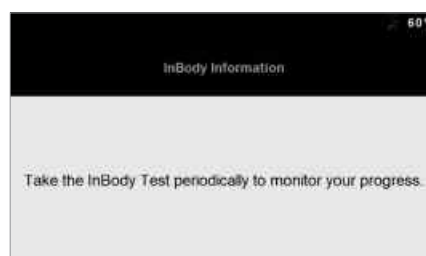 60
InBody Information
Take the InBody Test periodically to monitor your progress.